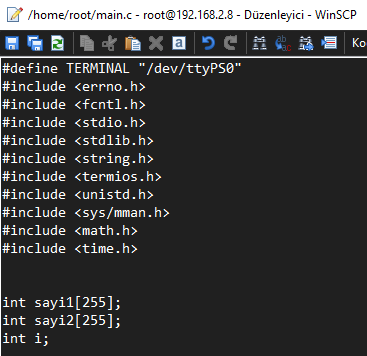 /home/root/main.c - root@192.168.2.8 - Düzenleyici - WinSCP
Ko
#define TERMINAL "/dev/ttyPS0"
#include <errno.h>
#include <fcntl.h>
#include <stdio.h>
#include <stdlib.h>
#include <string.h>
#include <termios.h>
#include <unistd.h>
#include <sys/mman.h>
#include <math.h>
#include <time.h>
int sayi1[255];
int sayi2[255];
int i;